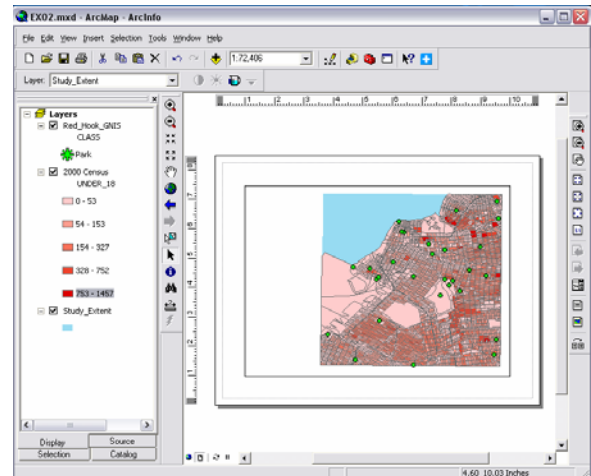 EX02.mxd - ArcMap - ArcInfo
File Edit View Insert Selection Tools Window Help
1:72,406
Layer: Study_Extent
Layers
Red_Hook_GNIS
CLASS
Park
2000 Census
UNDER_18
0 - 53
54 - 153
154 - 327
328 - 752
753 - 1457
Study_Extent
Display Source
Selection Catalog
4.60 10.03 Inches